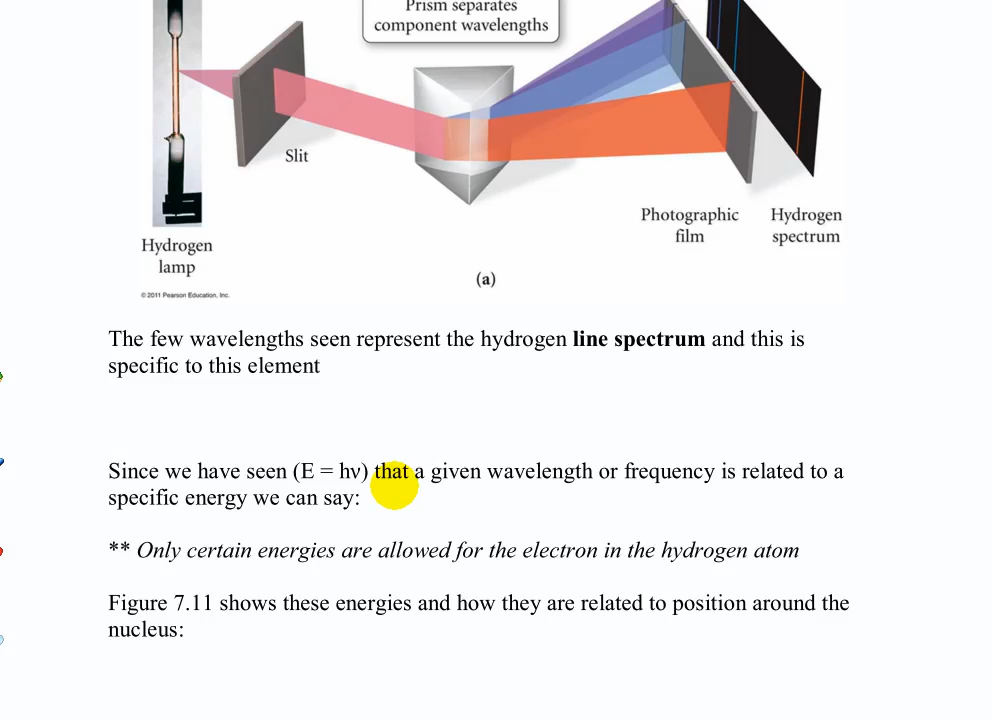 Prism separates
component wavelengths
Slit
Photographic
film
Hydrogen
spectrum
Hydrogen
lamp
(a)
© 2011 Pearson Education, Inc.
The few wavelengths seen represent the hydrogen line spectrum and this is
specific to this element
Since we have seen (E = hν) that a given wavelength or frequency is related to a
specific energy we can say:
** Only certain energies are allowed for the electron in the hydrogen atom
Figure 7.11 shows these energies and how they are related to position around the
nucleus: